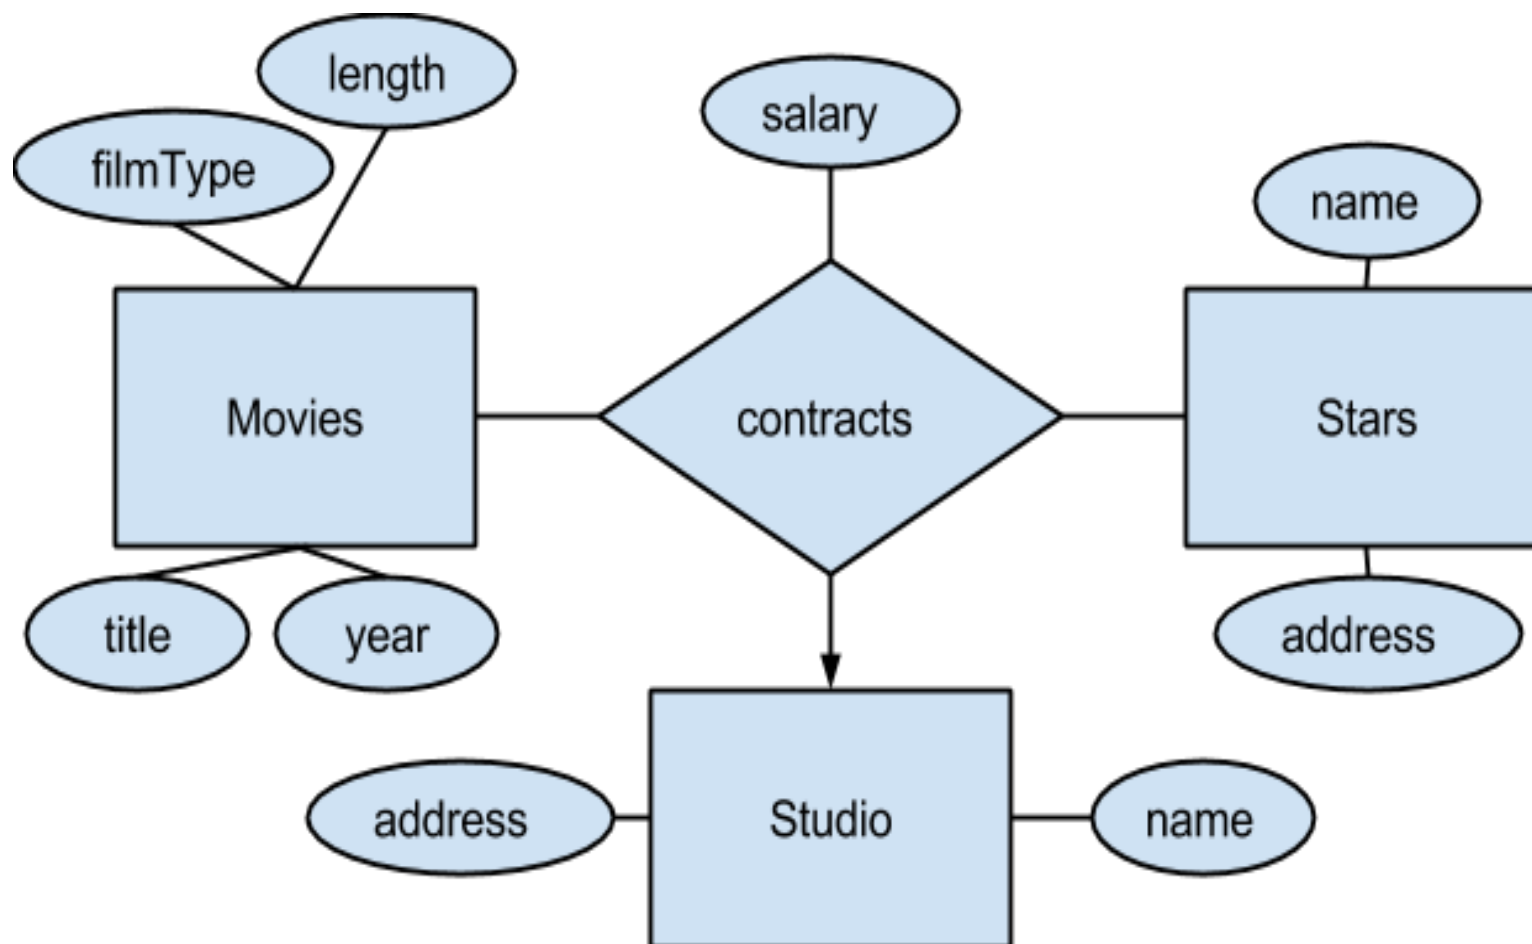 length
salary
filmType
name
Movies
contracts
Stars
title
year
address
address
Studio
name